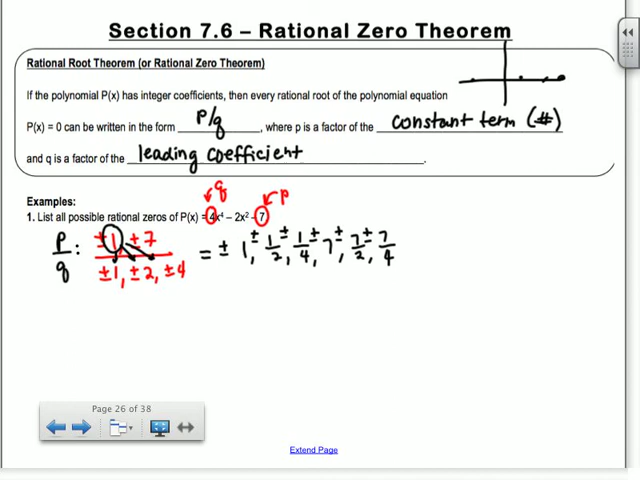 Section 7.6 – Rational Zero Theorem
Rational Root Theorem (or Rational Zero Theorem)
If the polynomial P(x) has integer coefficients, then every rational root of the polynomial equation
P(x) = 0 can be written in the form p/q, where p is a factor of the constant term (#)
and q is a factor of the leading coefficient.
q p
Examples:
1. List all possible rational zeros of P(x) = 4x⁴ – 2x² – 7
p/q: ±1, ±7 / ±1, ±2, ±4 = ± 1, ± 1/2, ± 1/4, ± 7, ± 7/2, ± 7/4
Page 26 of 38
Extend Page